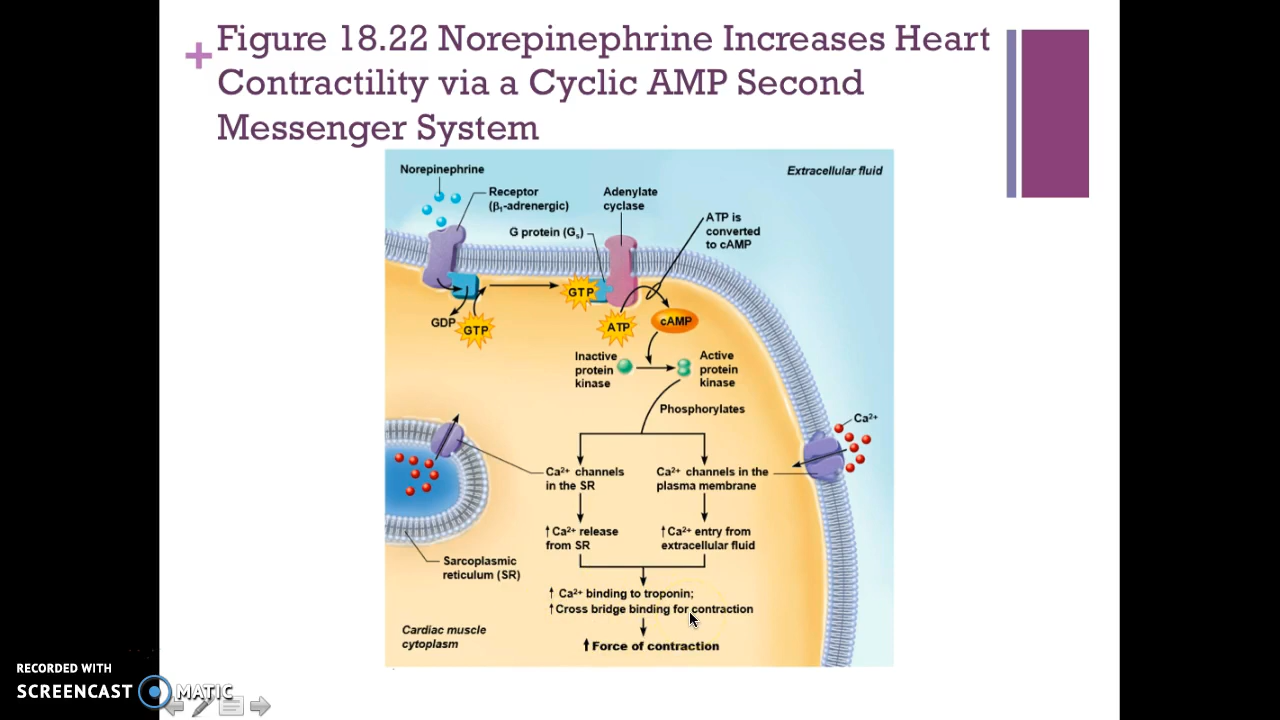 Figure 18.22 Norepinephrine Increases Heart
+
Contractility via a Cyclic AMP Second
Messenger System
Norepinephrine
Extracellular fluid
Receptor
(β₁-adrenergic)
Adenylate
cyclase
G protein (Gₛ)
ATP is
converted
to cAMP
GTP
GDP
GTP
ATP
cAMP
Inactive
protein
kinase
Active
protein
kinase
Phosphorylates
Ca²⁺
Ca²⁺ channels
in the SR
Ca²⁺ channels in the
plasma membrane
↑Ca²⁺ release
from SR
↑Ca²⁺ entry from
extracellular fluid
Sarcoplasmic
reticulum (SR)
↑ Ca²⁺ binding to troponin;
↑Cross bridge binding for contraction
Cardiac muscle
cytoplasm
↑Force of contraction
RECORDED WITH
SCREENCAST MATIC